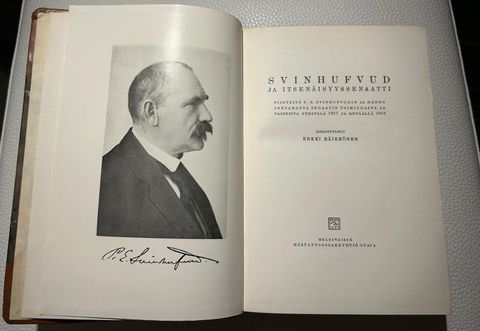 P. E. Svinhufvud.
SVINHUFVUD
JA ITSENÄISYYSSENAATTI
PIIRTEITÄ P. E. SVINHUFVUDIN JA HÄNEN
JOHTAMANSA SENAATIN TOIMINNASTA JA
VAIHEISTA SYKSYLLÄ 1917 JA KEVÄÄLLÄ 1918
KIRJOITTANUT
ERKKI RÄIKKÖNEN
HELSINGISSÄ
KUSTANNUSOSAKEYHTIÖ OTAVA